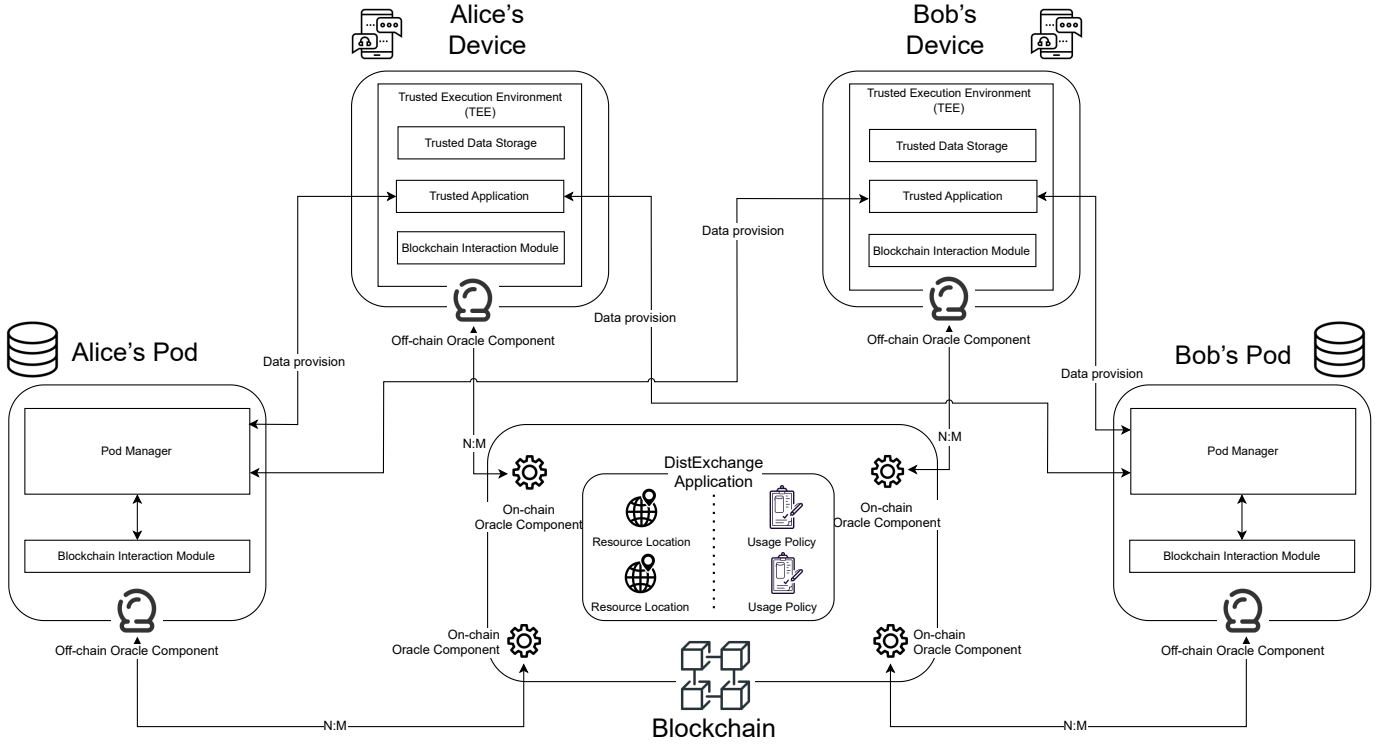 Alice's
Device
Bob's
Device
Trusted Execution Environment
(TEE)
Trusted Data Storage
Trusted Application
Blockchain Interaction Module
Off-chain Oracle Component
Trusted Execution Environment
(TEE)
Trusted Data Storage
Trusted Application
Blockchain Interaction Module
Off-chain Oracle Component
Data provision
Data provision
Data provision
Data provision
Alice's Pod
Pod Manager
Blockchain Interaction Module
Off-chain Oracle Component
Bob's Pod
Pod Manager
Blockchain Interaction Module
Off-chain Oracle Component
N:M
N:M
DistExchange
Application
On-chain
Oracle Component
On-chain
Oracle Component
Resource Location
Usage Policy
Resource Location
Usage Policy
On-chain
Oracle Component
On-chain
Oracle Component
Blockchain
N:M
N:M